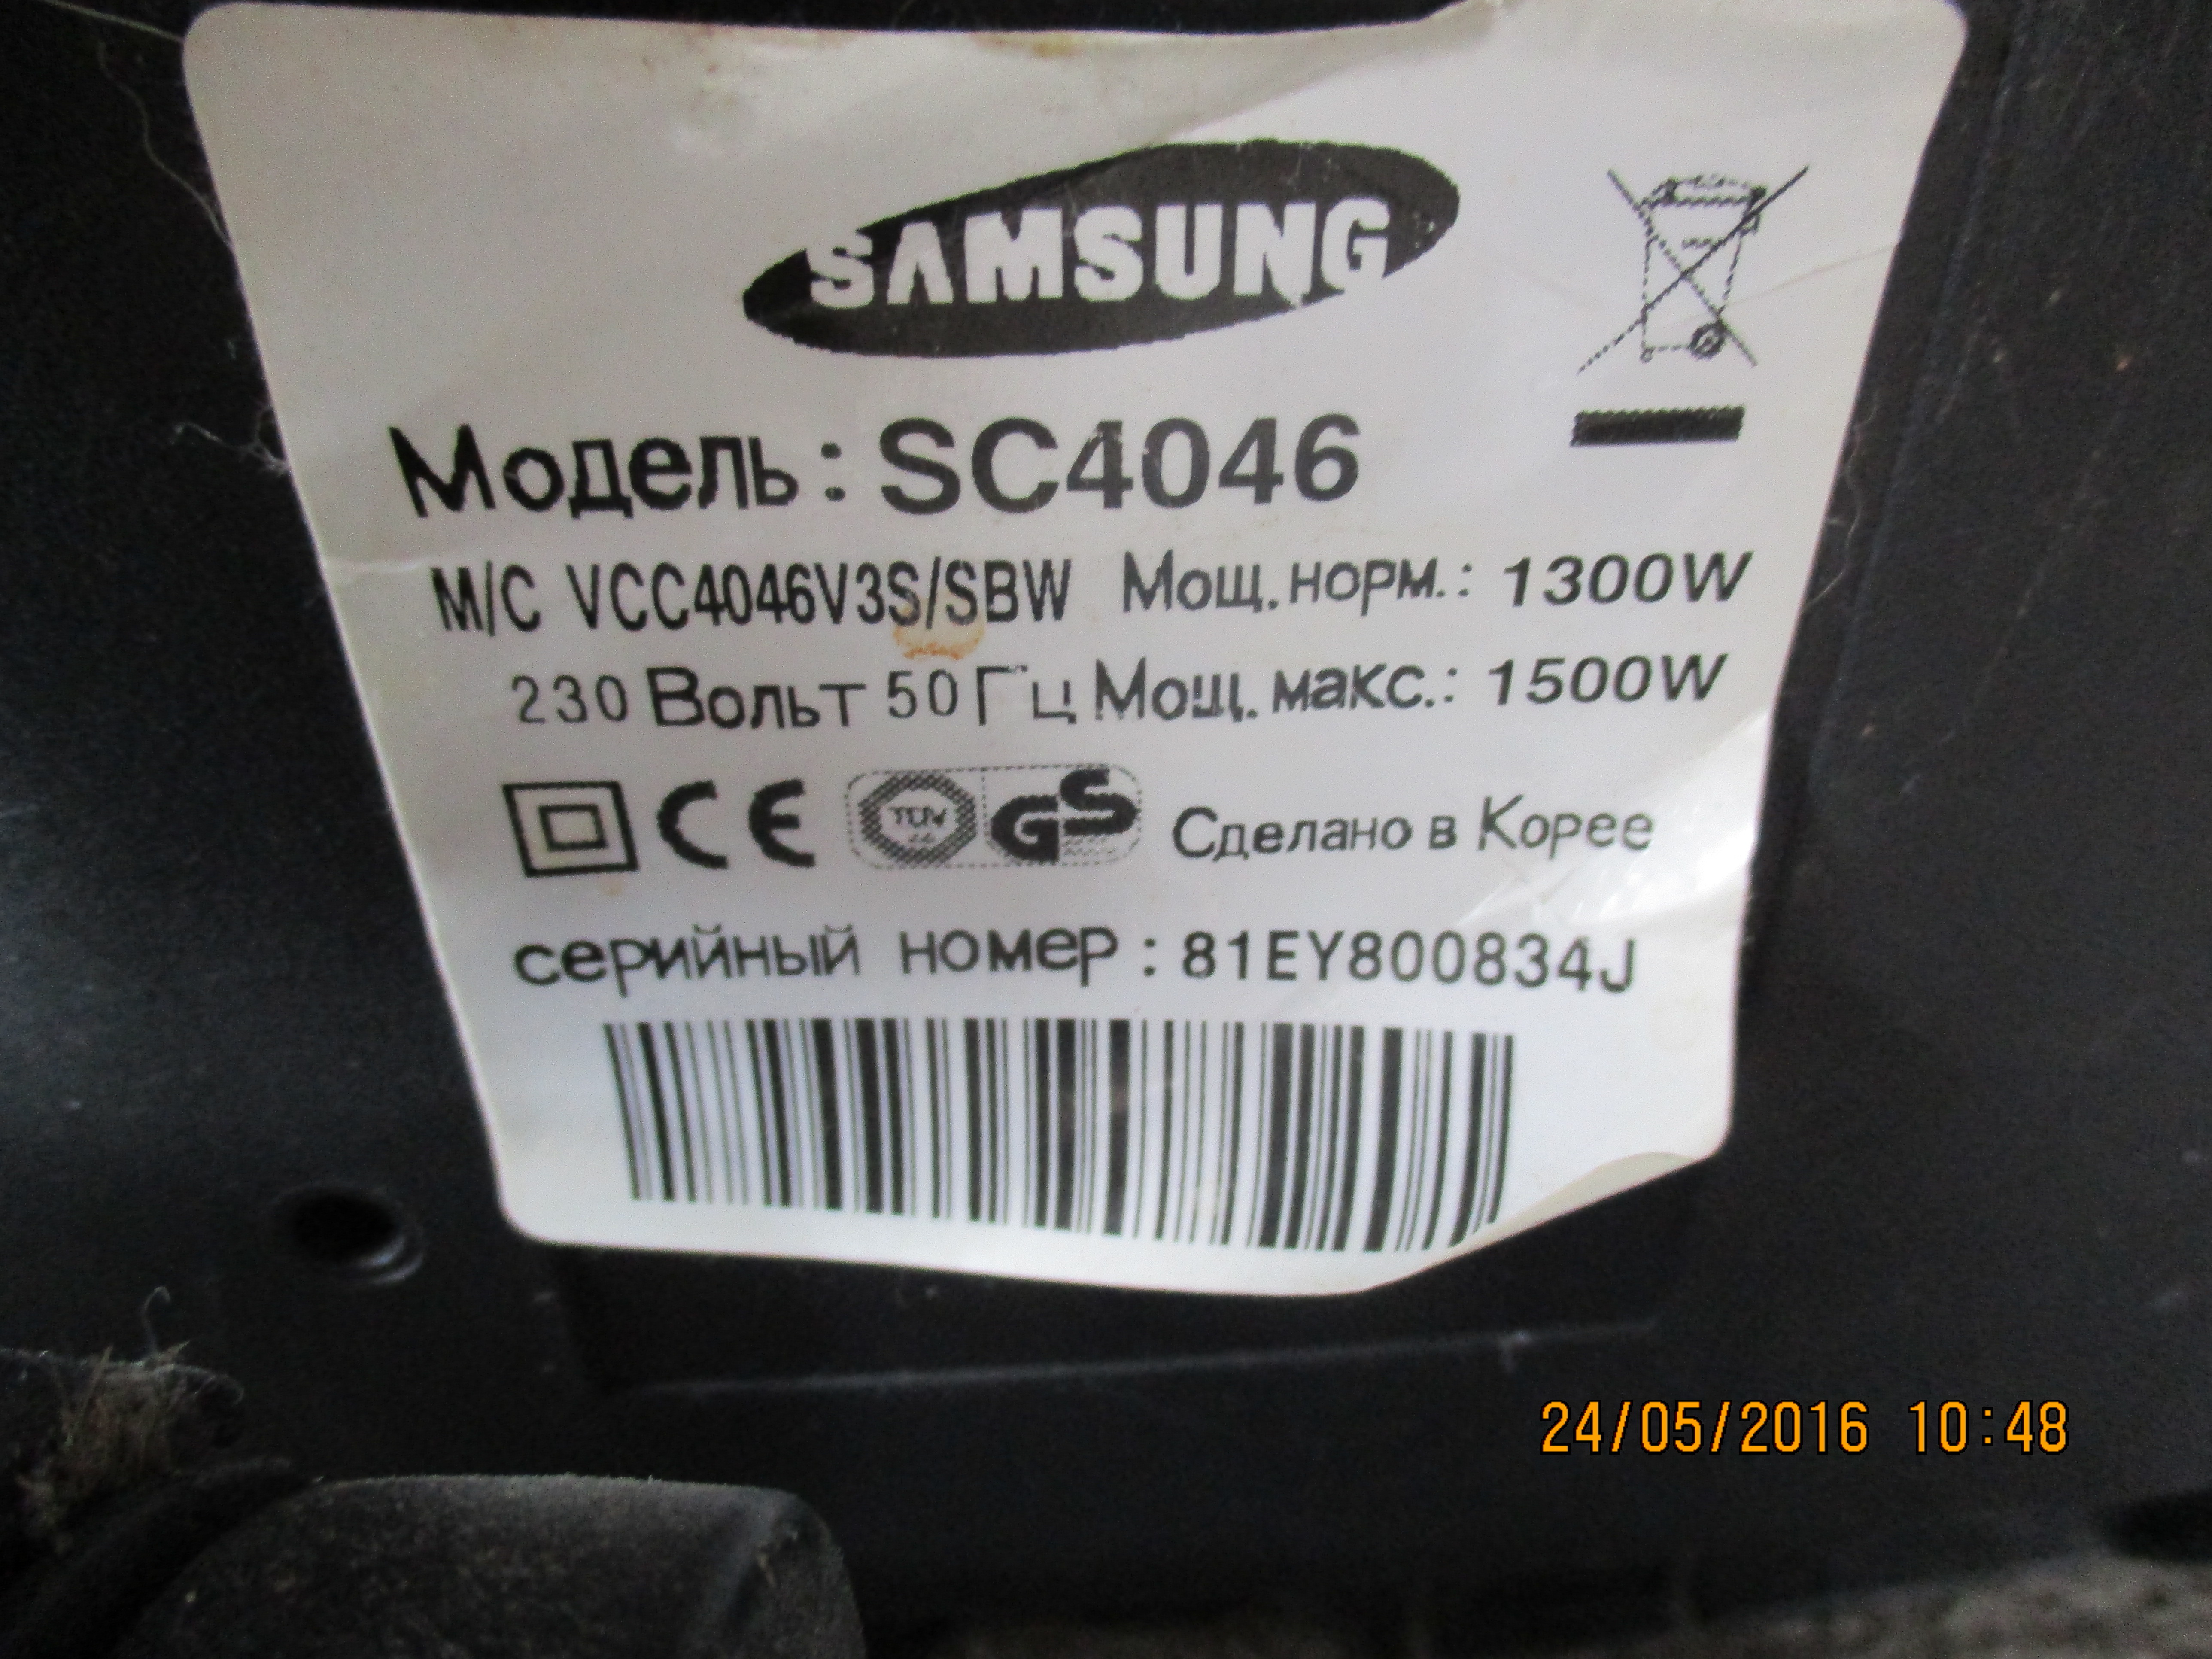 SAMSUNG
Модель : SC4046
M/C VCC4046V3S/SBW Мощ.норм.: 1300W
230 Вольт 50 Гц Мощ.макс.: 1500W
CE TÜV GS Сделано в Корее
серийный номер : 81EY800834J
24/05/2016 10:48